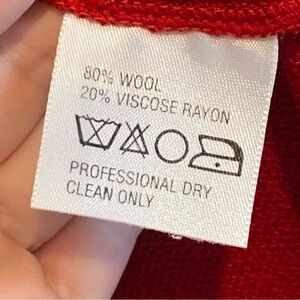 80% WOOL
20% VISCOSE RAYON
PROFESSIONAL DRY
CLEAN ONLY